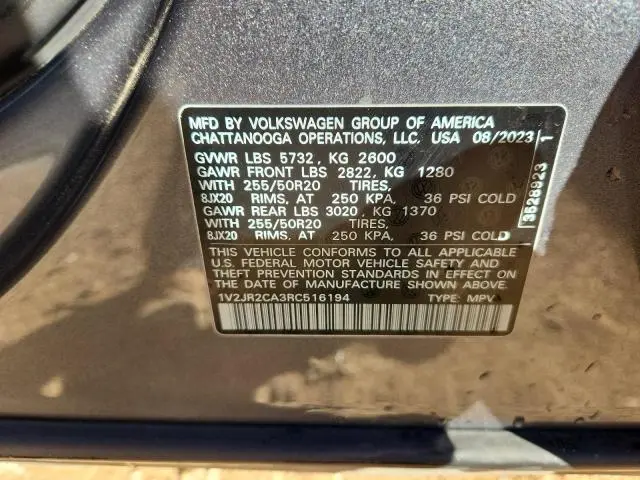 MFD BY VOLKSWAGEN GROUP OF AMERICA
CHATTANOOGA OPERATIONS, LLC. USA 08/2023
GVWR LBS 5732, KG 2600
GAWR FRONT LBS 2822, KG 1280
WITH 255/50R20 TIRES,
8JX20 RIMS, AT 250 KPA, 36 PSI COLD
GAWR REAR LBS 3020, KG 1370
WITH 255/50R20 TIRES,
8JX20 RIMS, AT 250 KPA, 36 PSI COLD
THIS VEHICLE CONFORMS TO ALL APPLICABLE
U.S. FEDERAL MOTOR VEHICLE SAFETY AND
THEFT PREVENTION STANDARDS IN EFFECT ON
THE DATE OF MANUFACTURE SHOWN ABOVE.
1V2JR2CA3RC516194 TYPE: MPV
3628923 1